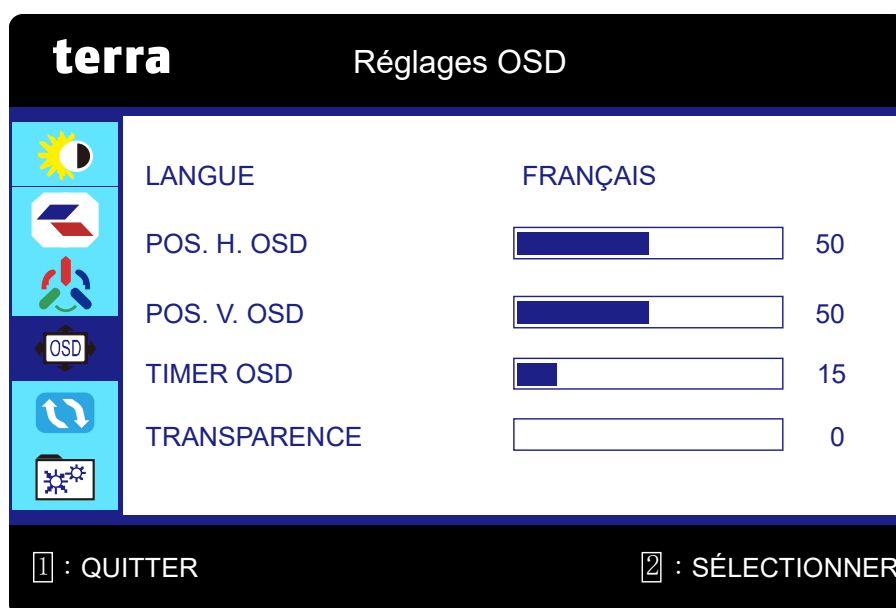 terra
Réglages OSD
LANGUE FRANÇAIS
POS. H. OSD 50
POS. V. OSD 50
OSD
TIMER OSD 15
TRANSPARENCE 0
1 : QUITTER 2 : SÉLECTIONNER